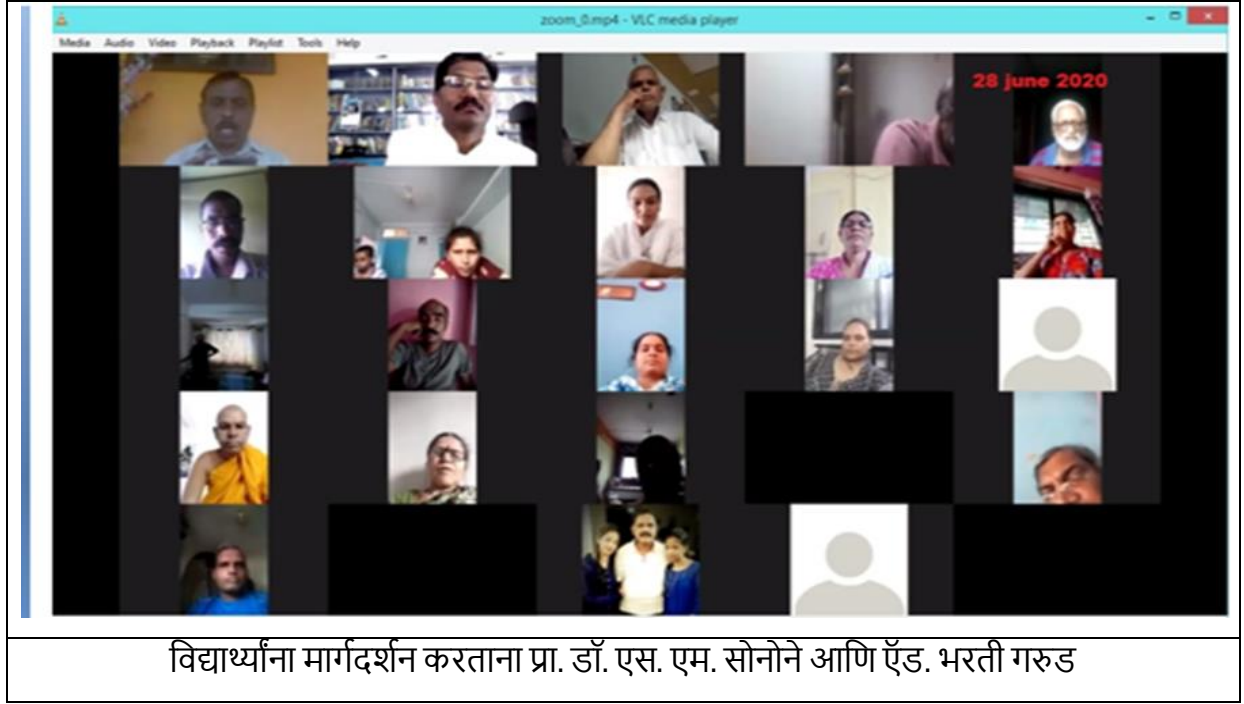 zoom_0.mp4 - VLC media player
Media Audio Video Playback Playlist Tools Help
28 june 2020
विद्यार्थ्यांना मार्गदर्शन करताना प्रा. डॉ. एस. एम. सोनोने आणि ऍड. भरती गरुड